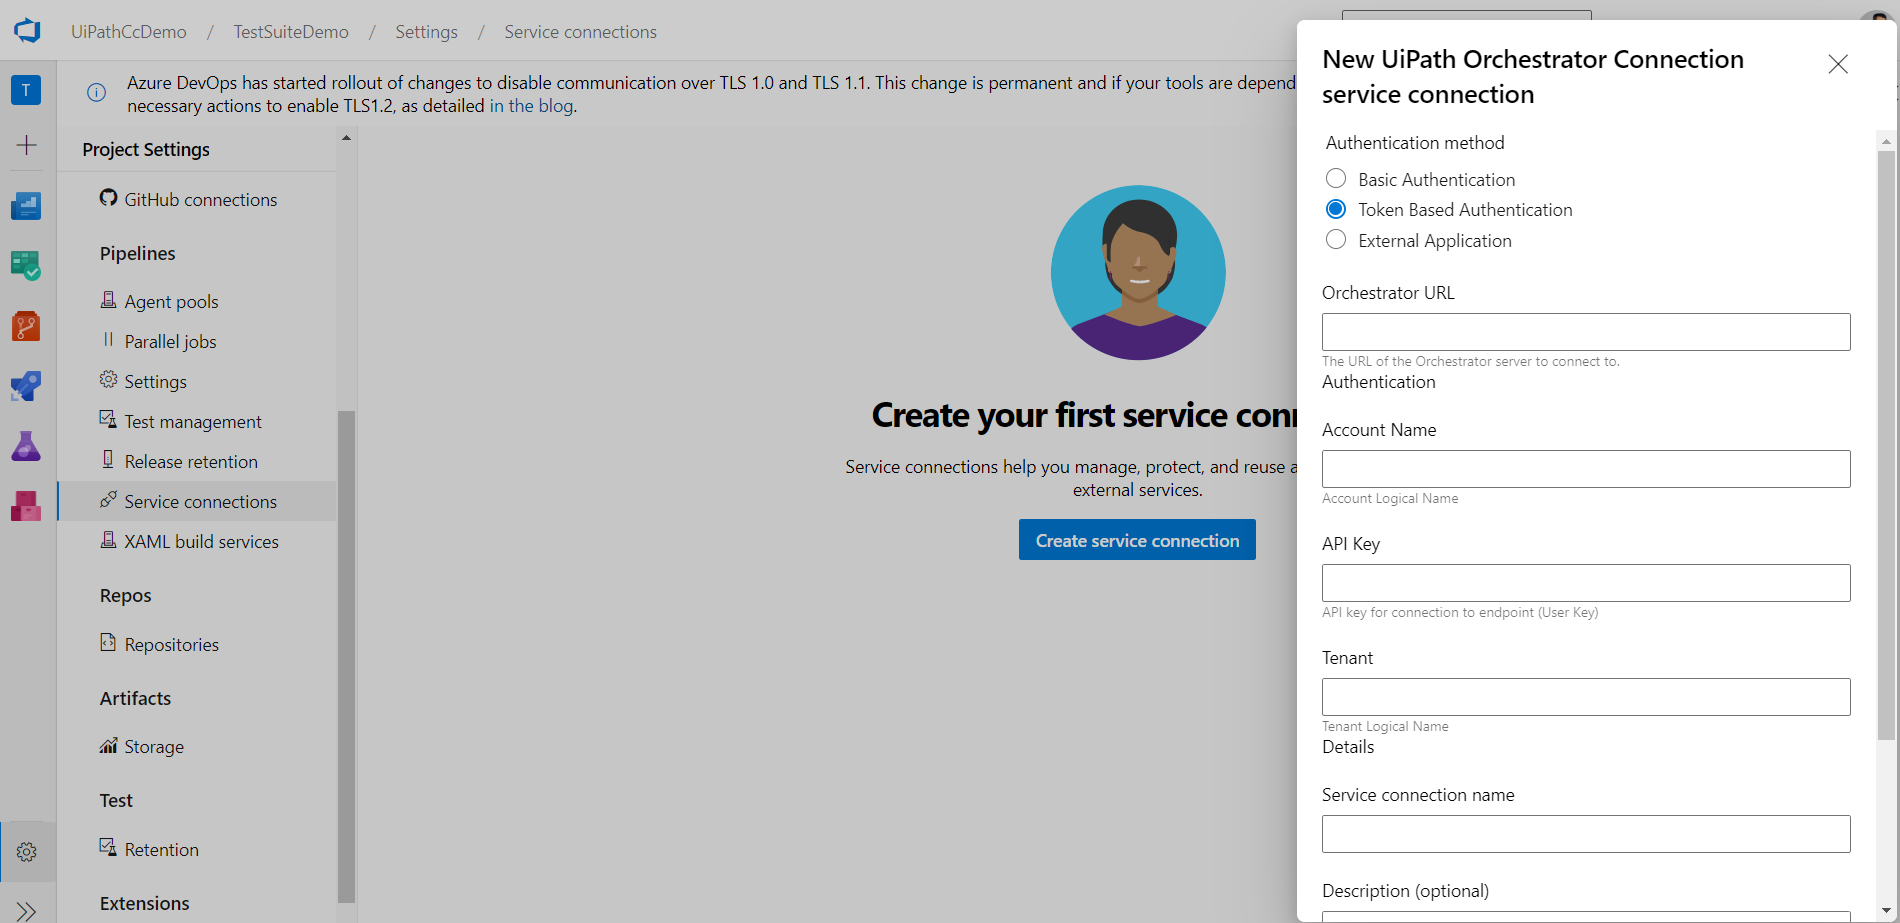 UiPathCcDemo / TestSuiteDemo / Settings / Service connections
T
Azure DevOps has started rollout of changes to disable communication over TLS 1.0 and TLS 1.1. This change is permanent and if your tools are depend
necessary actions to enable TLS1.2, as detailed in the blog.
Project Settings
GitHub connections
Pipelines
Agent pools
Parallel jobs
Settings
Test management
Release retention
Service connections
XAML build services
Repos
Repositories
Artifacts
Storage
Test
Retention
Extensions
Create your first service con
Service connections help you manage, protect, and reuse a
external services.
Create service connection
New UiPath Orchestrator Connection
service connection
Authentication method
Basic Authentication
Token Based Authentication
External Application
Orchestrator URL
The URL of the Orchestrator server to connect to.
Authentication
Account Name
Account Logical Name
API Key
API key for connection to endpoint (User Key)
Tenant
Tenant Logical Name
Details
Service connection name
Description (optional)